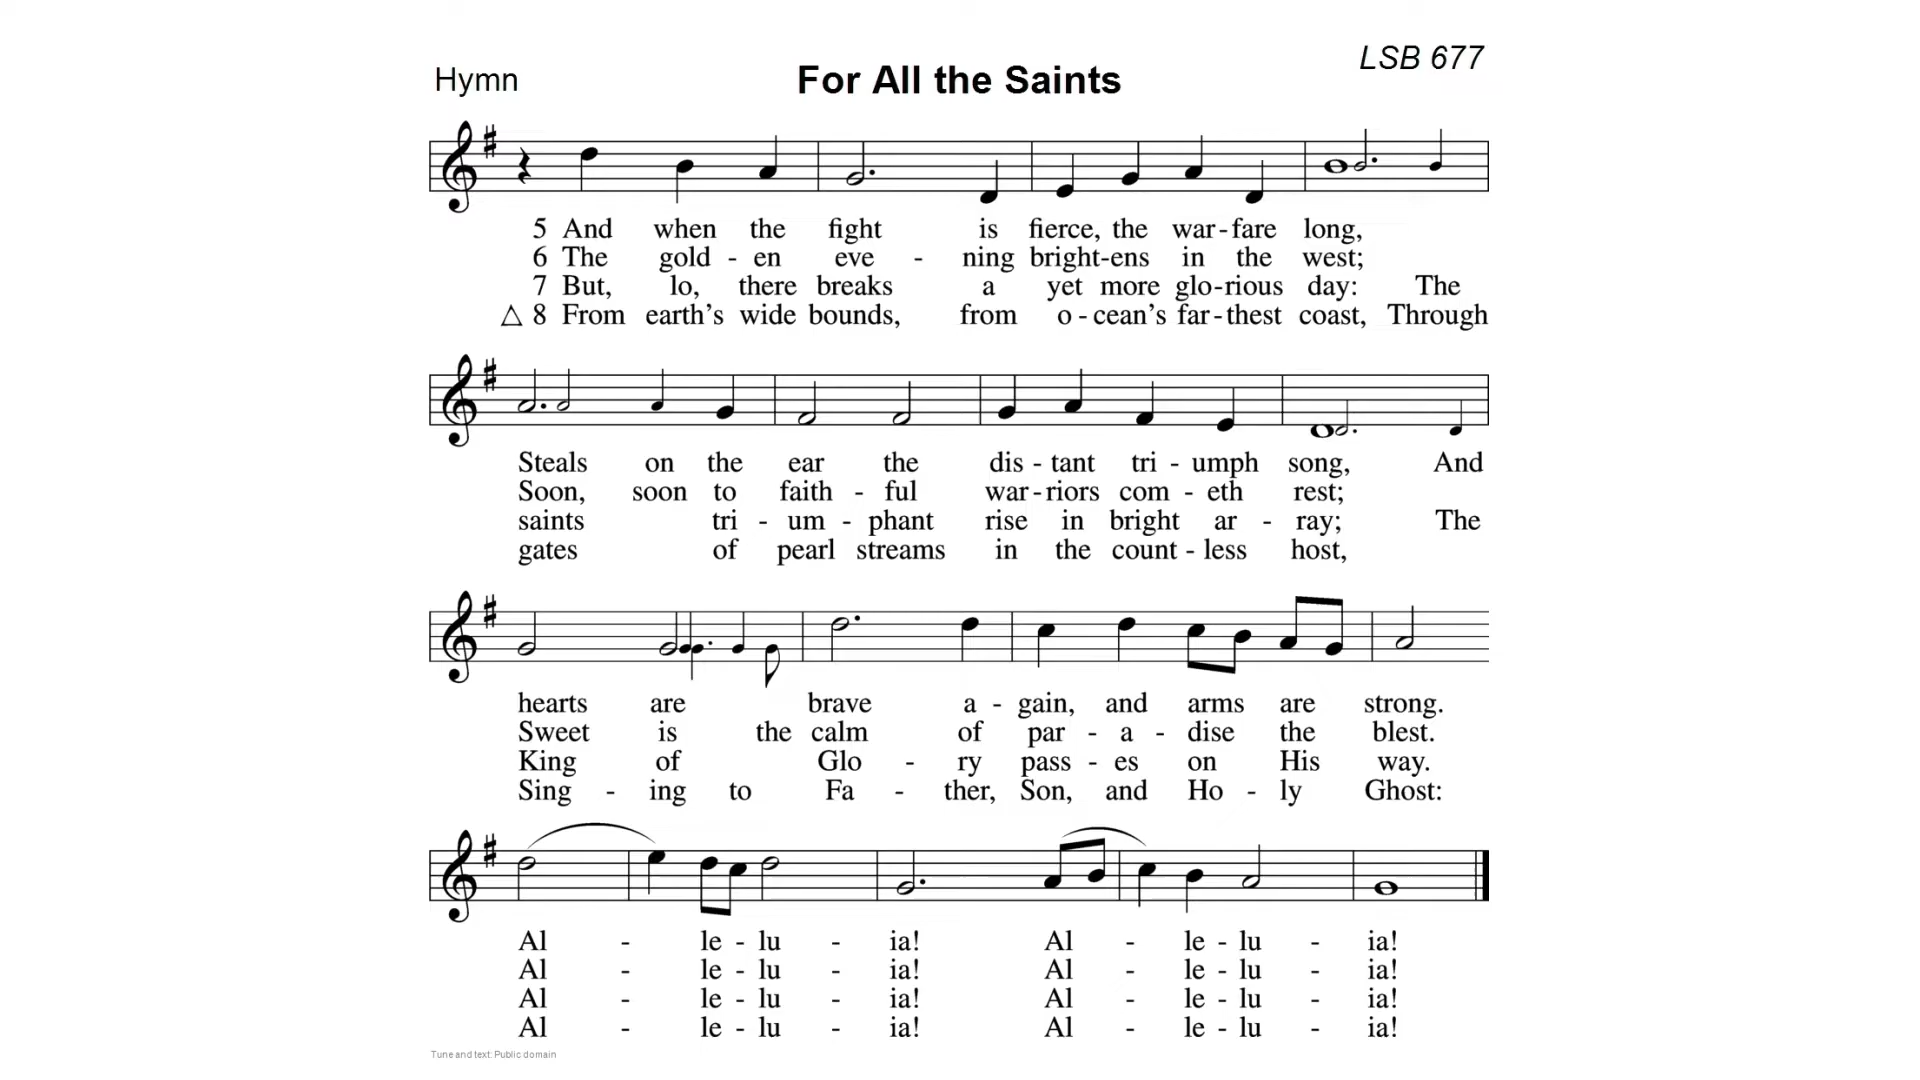 LSB 677
Hymn
For All the Saints
5 And when the fight is fierce, the war - fare long,
6 The gold - en eve - ning bright - ens in the west;
7 But, lo, there breaks a yet more glo - rious day: The
△ 8 From earth's wide bounds, from o - cean's far - thest coast, Through
Steals on the ear the dis - tant tri - umph song, And
Soon, soon to faith - ful war - riors com - eth rest;
saints tri - um - phant rise in bright ar - ray; The
gates of pearl streams in the count - less host,
hearts are brave a - gain, and arms are strong.
Sweet is the calm of par - a - dise the blest.
King of Glo - ry pass - es on His way.
Sing - ing to Fa - ther, Son, and Ho - ly Ghost:
Al - le - lu - ia! Al - le - lu - ia!
Al - le - lu - ia! Al - le - lu - ia!
Al - le - lu - ia! Al - le - lu - ia!
Al - le - lu - ia! Al - le - lu - ia!
Tune and text: Public domain